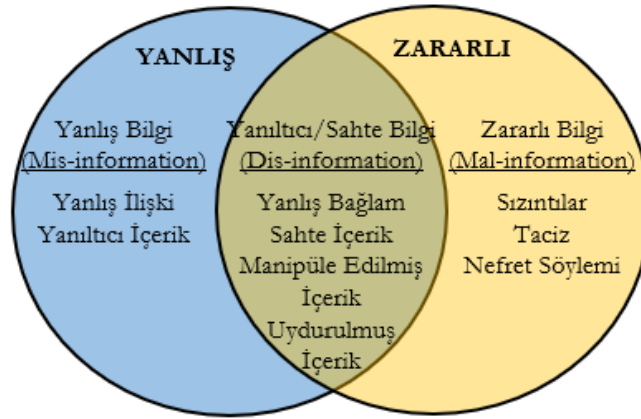 YANLIŞ
ZARARLI
Yanlış Bilgi
(Mis-information)
Yanlış İlişki
Yanıltıcı İçerik
Yanıltıcı/Sahte Bilgi
(Dis-information)
Yanlış Bağlam
Sahte İçerik
Manipüle Edilmiş
İçerik
Uydurulmuş
İçerik
Zararlı Bilgi
(Mal-information)
Sızıntılar
Taciz
Nefret Söylemi